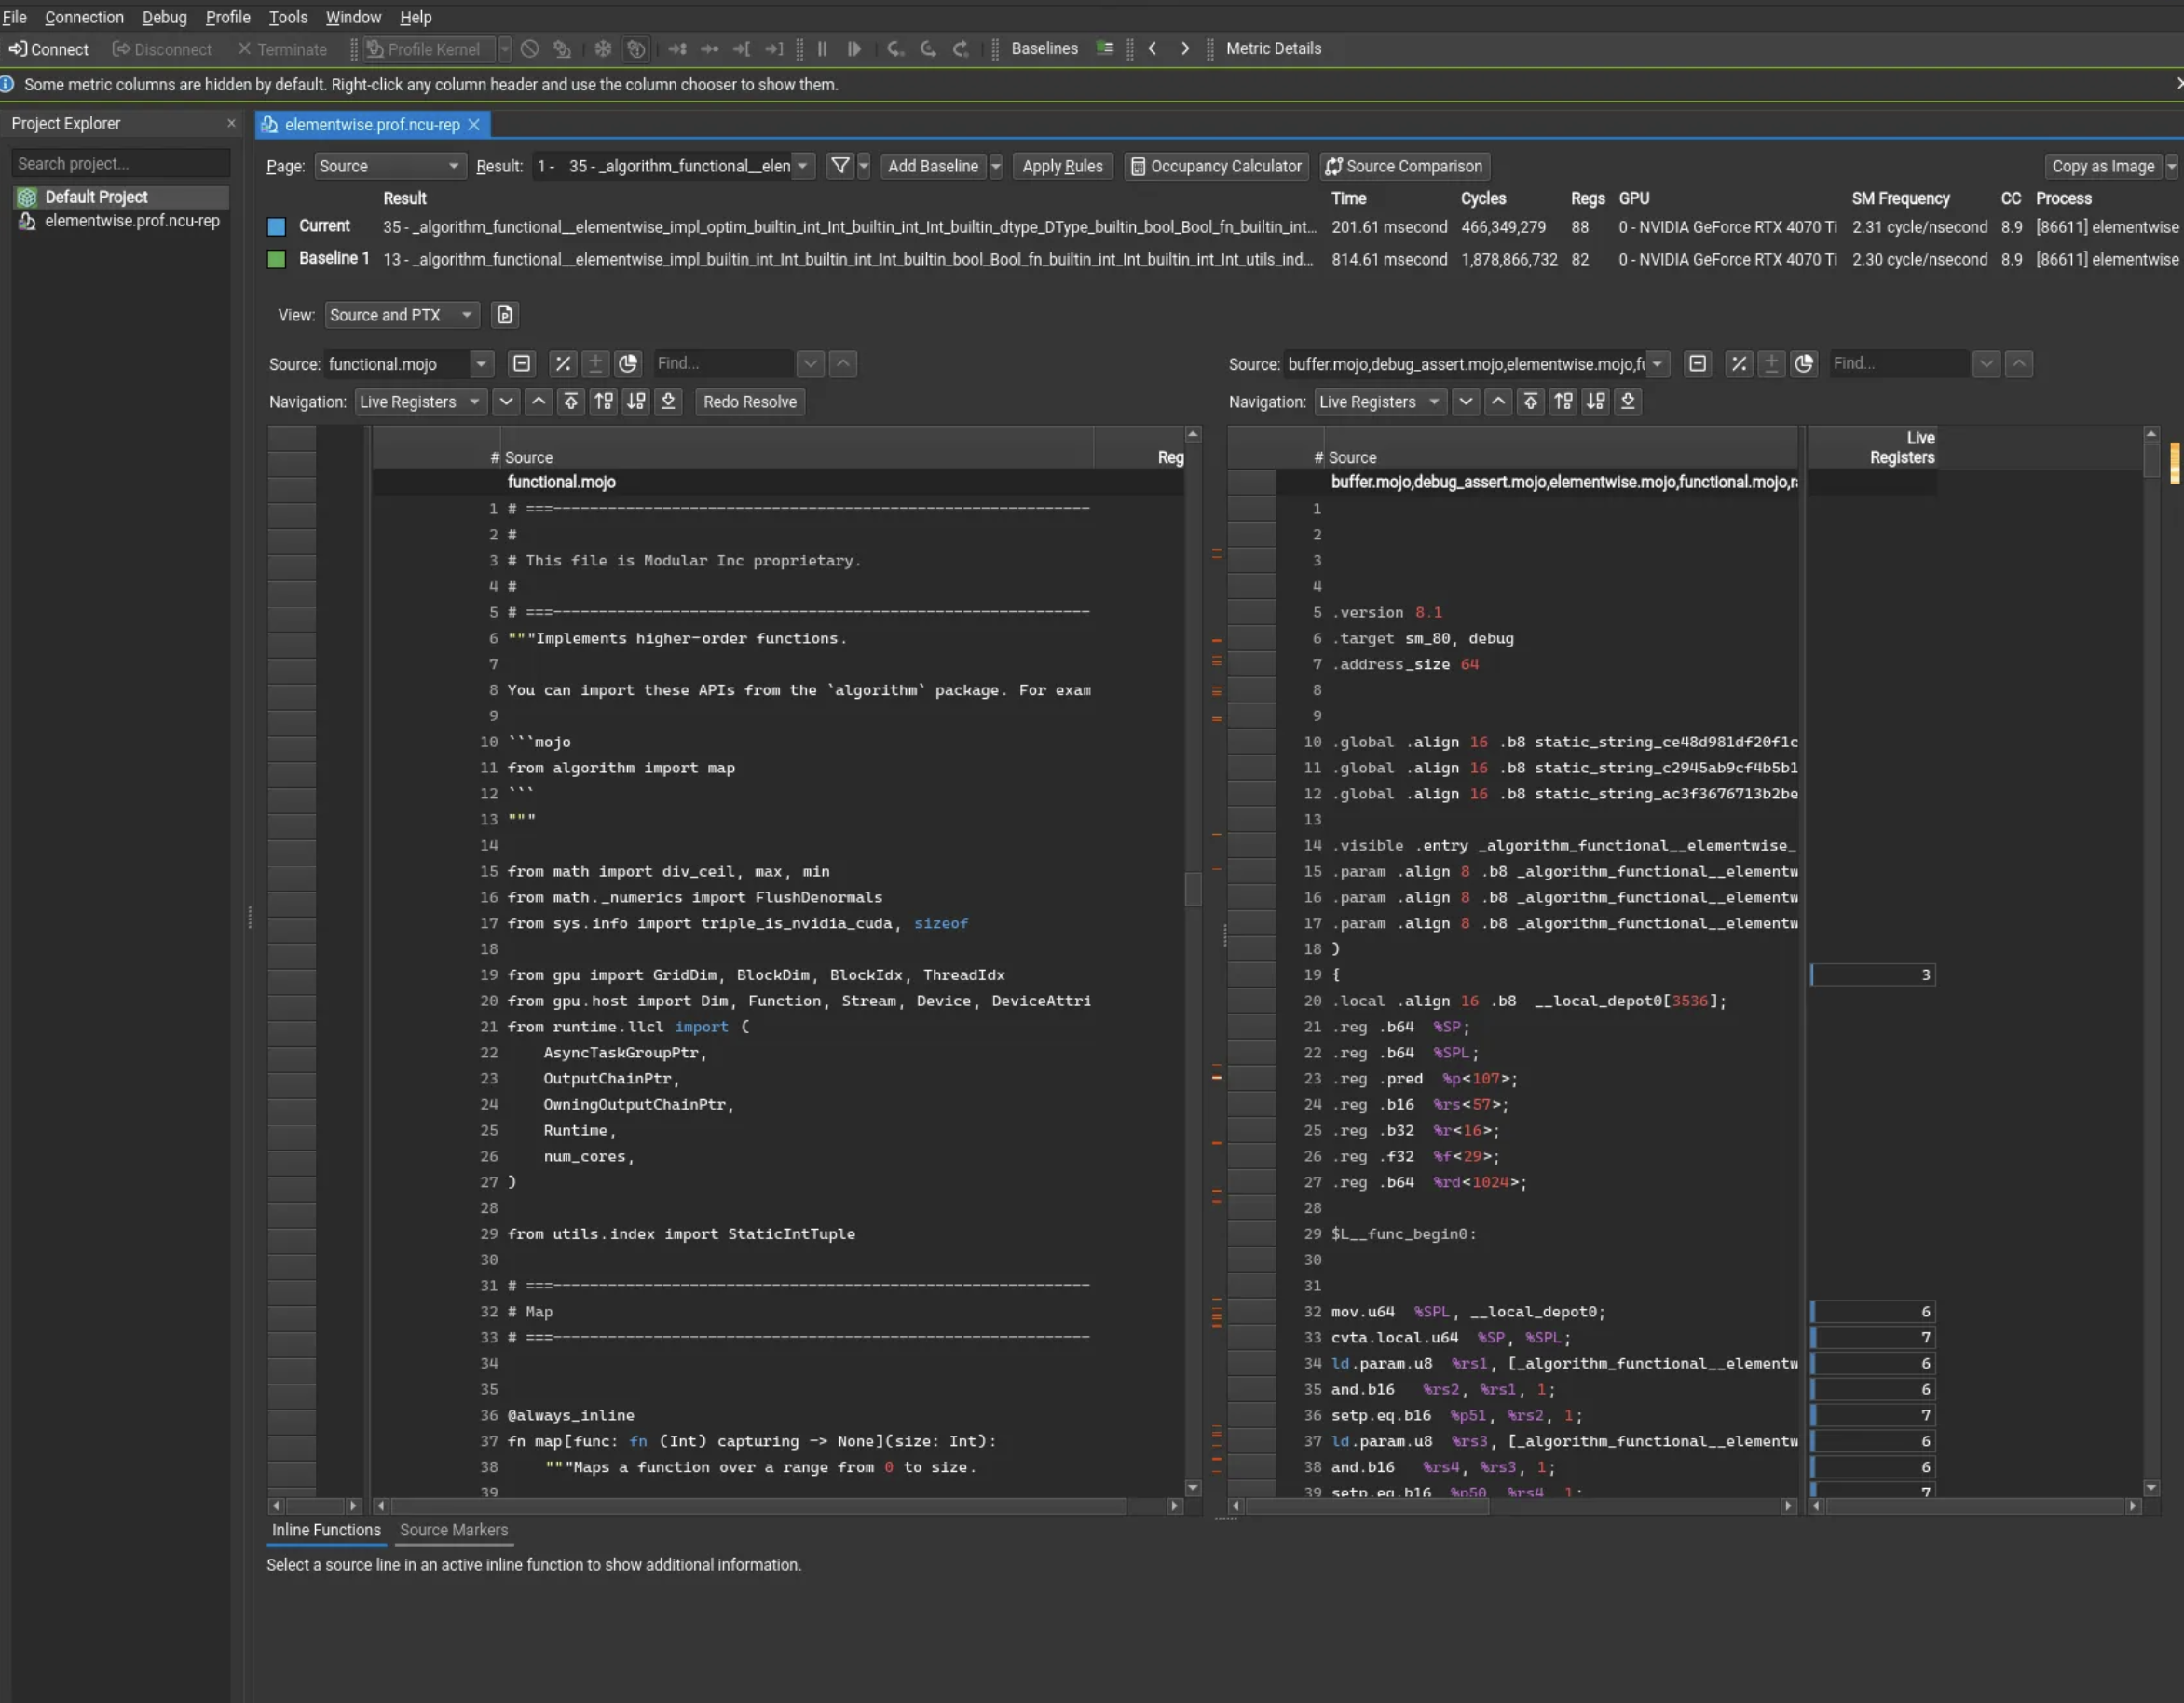 File Connection Debug Profile Tools Window Help
Connect Disconnect Terminate Profile Kernel Baselines Metric Details
Some metric columns are hidden by default. Right-click any column header and use the column chooser to show them.
Project Explorer
Search project...
Default Project
elementwise.prof.ncu-rep
elementwise.prof.ncu-rep
Page: Source Result: 1 - 35 - _algorithm_functional__elen Add Baseline Apply Rules Occupancy Calculator Source Comparison Copy as Image
Result Time Cycles Regs GPU SM Frequency CC Process
Current 35 - _algorithm_functional__elementwise_impl_optim_builtin_int_Int_builtin_int_Int_builtin_dtype_DType_builtin_bool_Bool_fn_builtin_int... 201.61 msecond 466,349,279 88 0 - NVIDIA GeForce RTX 4070 Ti 2.31 cycle/nsecond 8.9 [86611] elementwise
Baseline 1 13 - _algorithm_functional__elementwise_impl_builtin_int_Int_builtin_int_Int_builtin_bool_Bool_fn_builtin_int_Int_builtin_int_Int_utils_ind... 814.61 msecond 1,878,866,732 82 0 - NVIDIA GeForce RTX 4070 Ti 2.30 cycle/nsecond 8.9 [86611] elementwise
View: Source and PTX
Source: functional.mojo Find...
Navigation: Live Registers Redo Resolve
# Source Reg
functional.mojo
1 # ===------------------------------------------------------------
2 #
3 # This file is Modular Inc proprietary.
4 #
5 # ===------------------------------------------------------------
6 """Implements higher-order functions.
7
8 You can import these APIs from the `algorithm` package. For exam
9
10 ```mojo
11 from algorithm import map
12 ```
13 """
14
15 from math import div_ceil, max, min
16 from math._numerics import FlushDenormals
17 from sys.info import triple_is_nvidia_cuda, sizeof
18
19 from gpu import GridDim, BlockDim, BlockIdx, ThreadIdx
20 from gpu.host import Dim, Function, Stream, Device, DeviceAttri
21 from runtime.llcl import (
22 AsyncTaskGroupPtr,
23 OutputChainPtr,
24 OwningOutputChainPtr,
25 Runtime,
26 num_cores,
27 )
28
29 from utils.index import StaticIntTuple
30
31 # ===------------------------------------------------------------
32 # Map
33 # ===------------------------------------------------------------
34
35
36 @always_inline
37 fn map[func: fn (Int) capturing -> None](size: Int):
38 """Maps a function over a range from 0 to size.
39
Source: buffer.mojo,debug_assert.mojo,elementwise.mojo,fu Find...
Navigation: Live Registers
# Source Live Registers
buffer.mojo,debug_assert.mojo,elementwise.mojo,functional.mojo,ra
1
2
3
4
5 .version 8.1
6 .target sm_80, debug
7 .address_size 64
8
9
10 .global .align 16 .b8 static_string_ce48d981df20f1c
11 .global .align 16 .b8 static_string_c2945ab9cf4b5b1
12 .global .align 16 .b8 static_string_ac3f3676713b2be
13
14 .visible .entry _algorithm_functional__elementwise_
15 .param .align 8 .b8 _algorithm_functional__elementw
16 .param .align 8 .b8 _algorithm_functional__elementw
17 .param .align 8 .b8 _algorithm_functional__elementw
18 )
19 { 3
20 .local .align 16 .b8 __local_depot0[3536];
21 .reg .b64 %SP;
22 .reg .b64 %SPL;
23 .reg .pred %p<107>;
24 .reg .b16 %rs<57>;
25 .reg .b32 %r<16>;
26 .reg .f32 %f<29>;
27 .reg .b64 %rd<1024>;
28
29 $L__func_begin0:
30
31
32 mov.u64 %SPL, __local_depot0; 6
33 cvta.local.u64 %SP, %SPL; 7
34 ld.param.u8 %rs1, [_algorithm_functional__elementw 6
35 and.b16 %rs2, %rs1, 1; 6
36 setp.eq.b16 %p51, %rs2, 1; 7
37 ld.param.u8 %rs3, [_algorithm_functional__elementw 6
38 and.b16 %rs4, %rs3, 1; 6
39 setp.eq.b16 %p50 %rs4 1; 7
Inline Functions Source Markers
Select a source line in an active inline function to show additional information.